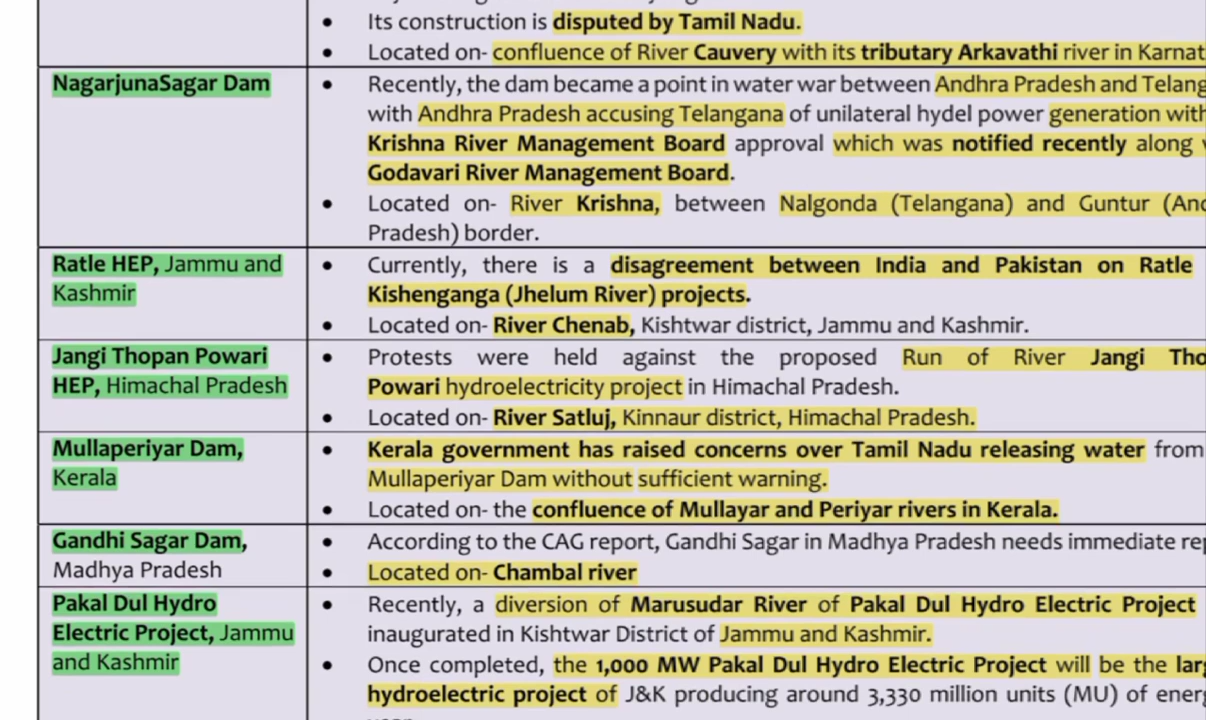 Its construction is disputed by Tamil Nadu.
Located on- confluence of River Cauvery with its tributary Arkavathi river in Karnat
NagarjunaSagar Dam
Recently, the dam became a point in water war between Andhra Pradesh and Telang
with Andhra Pradesh accusing Telangana of unilateral hydel power generation with
Krishna River Management Board approval which was notified recently along
Godavari River Management Board.
Located on- River Krishna, between Nalgonda (Telangana) and Guntur (And
Pradesh) border.
Ratle HEP, Jammu and
Kashmir
Currently, there is a disagreement between India and Pakistan on Ratle
Kishenganga (Jhelum River) projects.
Located on- River Chenab, Kishtwar district, Jammu and Kashmir.
Jangi Thopan Powari
HEP, Himachal Pradesh
Protests were held against the proposed Run of River Jangi Tho
Powari hydroelectricity project in Himachal Pradesh.
Located on- River Satluj, Kinnaur district, Himachal Pradesh.
Mullaperiyar Dam,
Kerala
Kerala government has raised concerns over Tamil Nadu releasing water from
Mullaperiyar Dam without sufficient warning.
Located on- the confluence of Mullayar and Periyar rivers in Kerala.
Gandhi Sagar Dam,
Madhya Pradesh
According to the CAG report, Gandhi Sagar in Madhya Pradesh needs immediate rep
Located on- Chambal river
Pakal Dul Hydro
Electric Project, Jammu
and Kashmir
Recently, a diversion of Marusudar River of Pakal Dul Hydro Electric Project
inaugurated in Kishtwar District of Jammu and Kashmir.
Once completed, the 1,000 MW Pakal Dul Hydro Electric Project will be the larg
hydroelectric project of J&K producing around 3,330 million units (MU) of energ